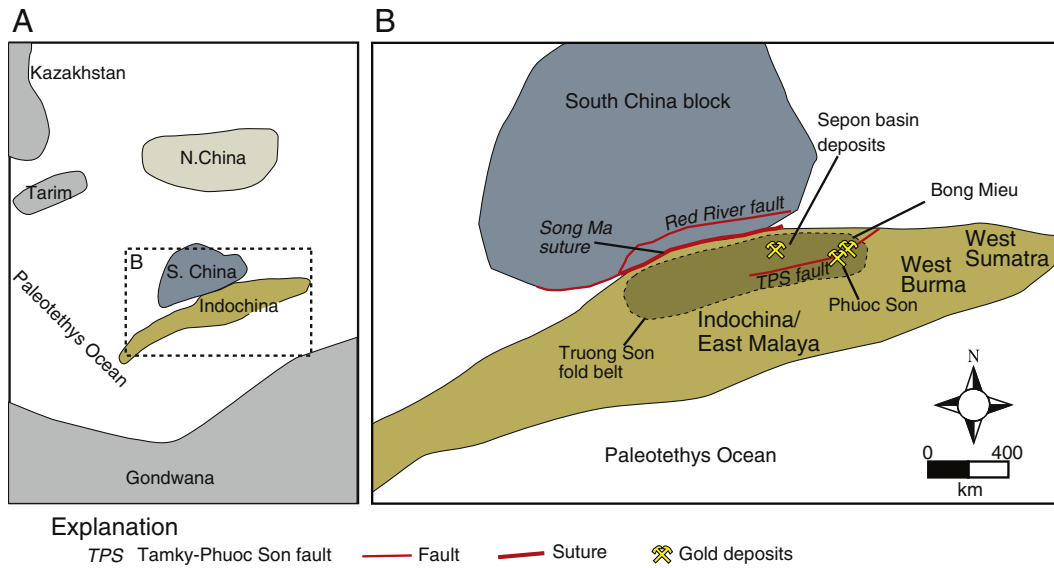 A
Kazakhstan
N.China
Tarim
B
S. China
Indochina
Paleotethys Ocean
Gondwana
B
South China block
Sepon basin
deposits
Bong Mieu
Red River fault
Song Ma
suture
West
Sumatra
West
Burma
TPS fault
Phuoc Son
Indochina/
East Malaya
Truong Son
fold belt
N
Paleotethys Ocean
0 400
km
Explanation
TPS Tamky-Phuoc Son fault Fault Suture Gold deposits